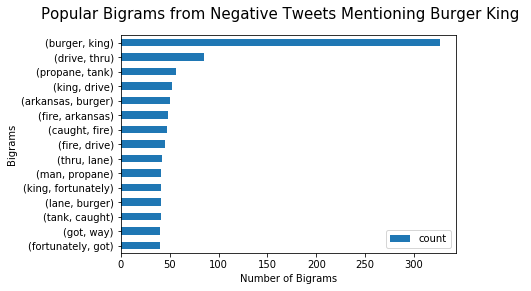 Popular Bigrams from Negative Tweets Mentioning Burger King
(burger, king)
(drive, thru)
(propane, tank)
(king, drive)
(arkansas, burger)
(fire, arkansas)
(caught, fire)
(fire, drive)
(thru, lane)
(man, propane)
(king, fortunately)
(lane, burger)
(tank, caught)
(got, way)
(fortunately, got)
Bigrams
count
0 50 100 150 200 250 300
Number of Bigrams